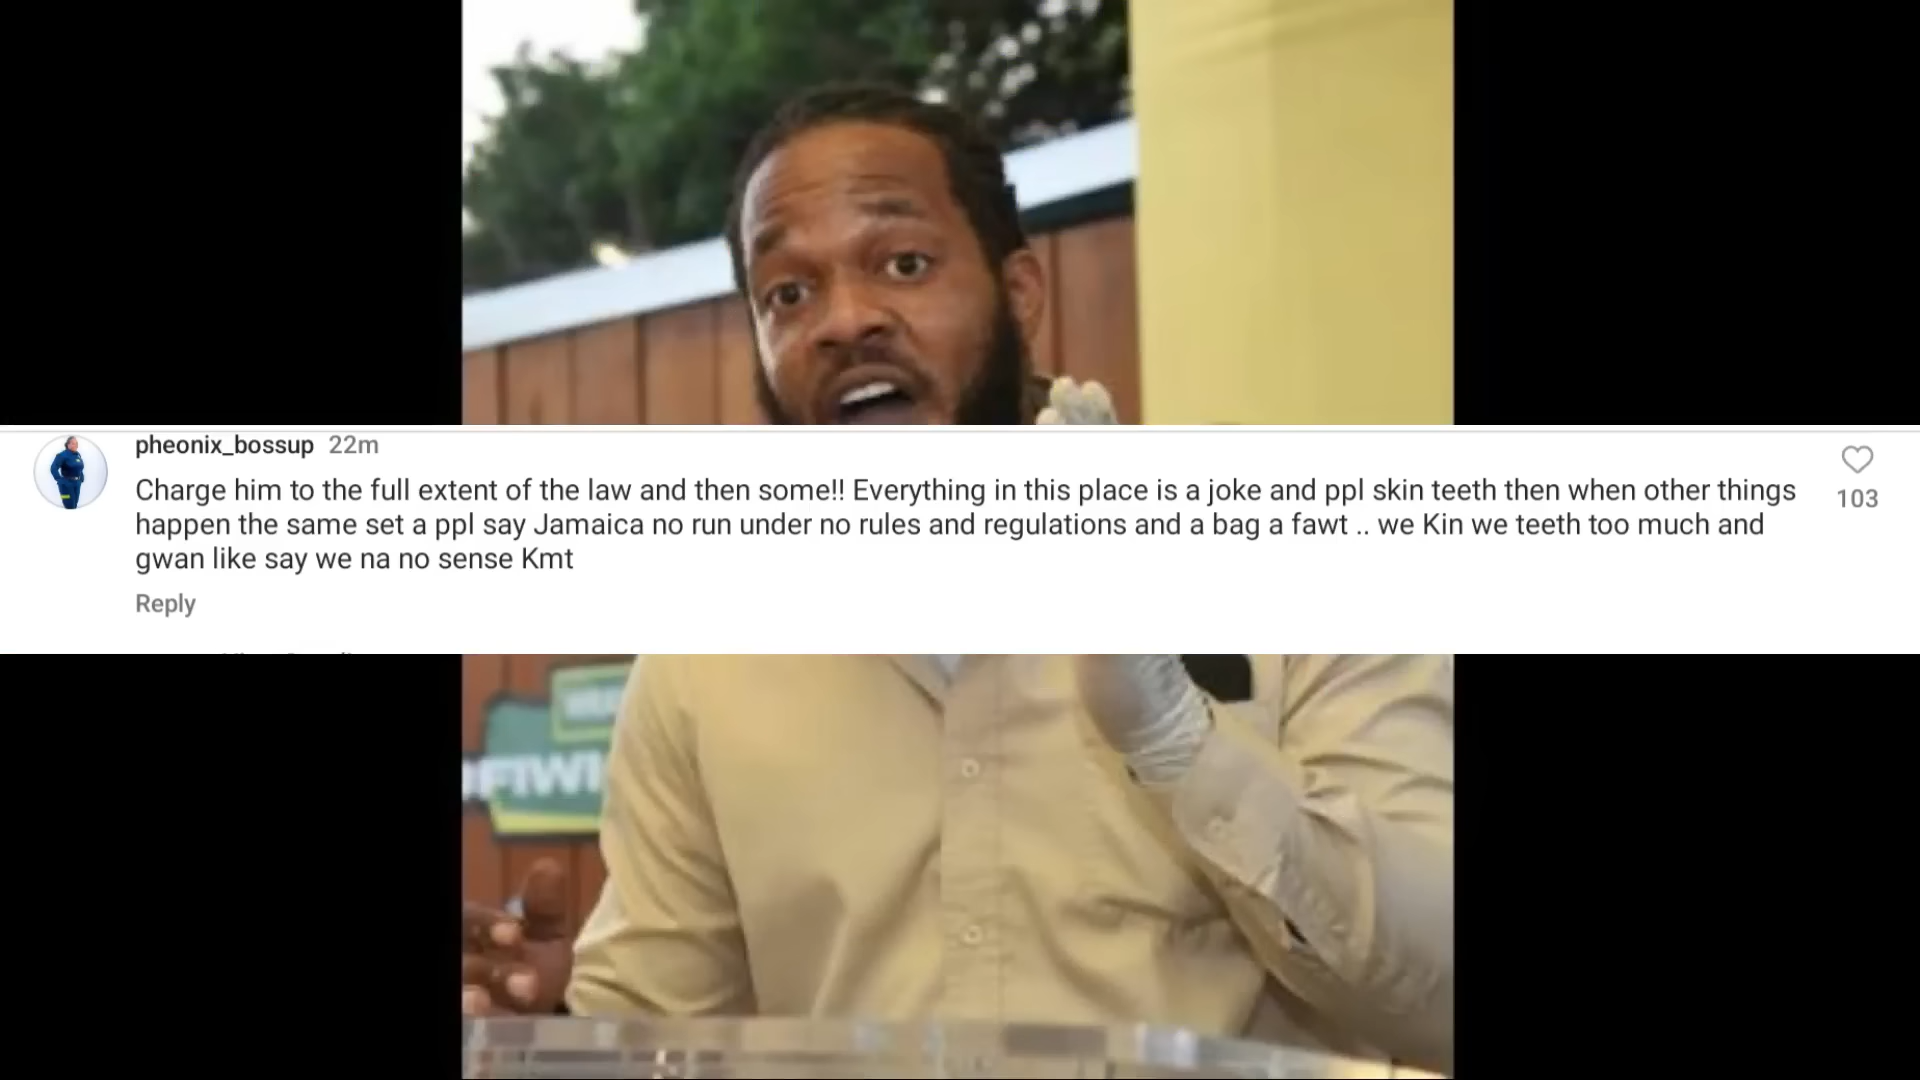 pheonix_bossup 22m
Charge him to the full extent of the law and then some!! Everything in this place is a joke and ppl skin teeth then when other things
happen the same set a ppl say Jamaica no run under no rules and regulations and a bag a fawt .. we Kin we teeth too much and
gwan like say we na no sense Kmt
103
Reply
FIWI